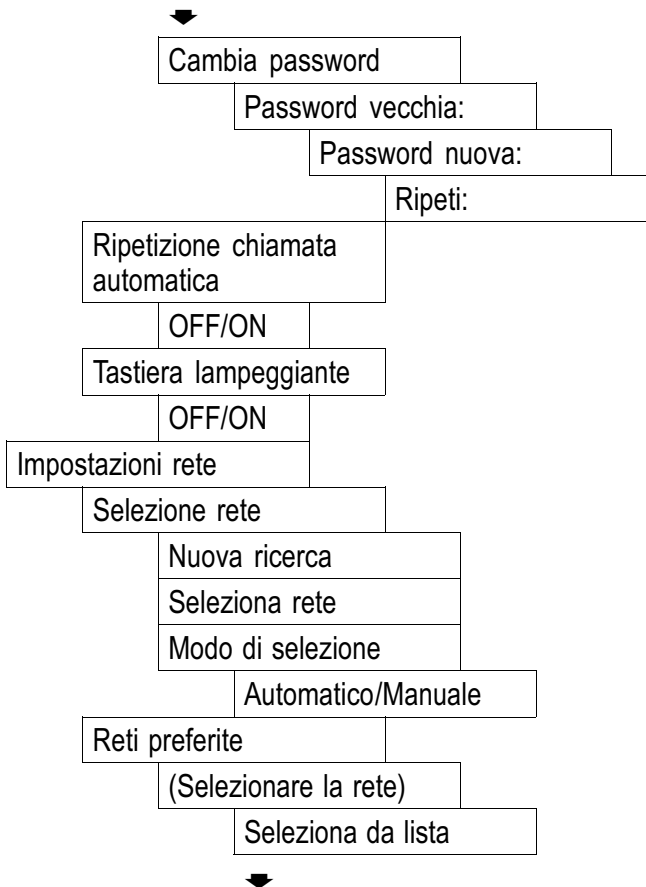 Cambia password
Password vecchia:
Password nuova:
Ripeti:
Ripetizione chiamata
automatica
OFF/ON
Tastiera lampeggiante
OFF/ON
Impostazioni rete
Selezione rete
Nuova ricerca
Seleziona rete
Modo di selezione
Automatico/Manuale
Reti preferite
(Selezionare la rete)
Seleziona da lista